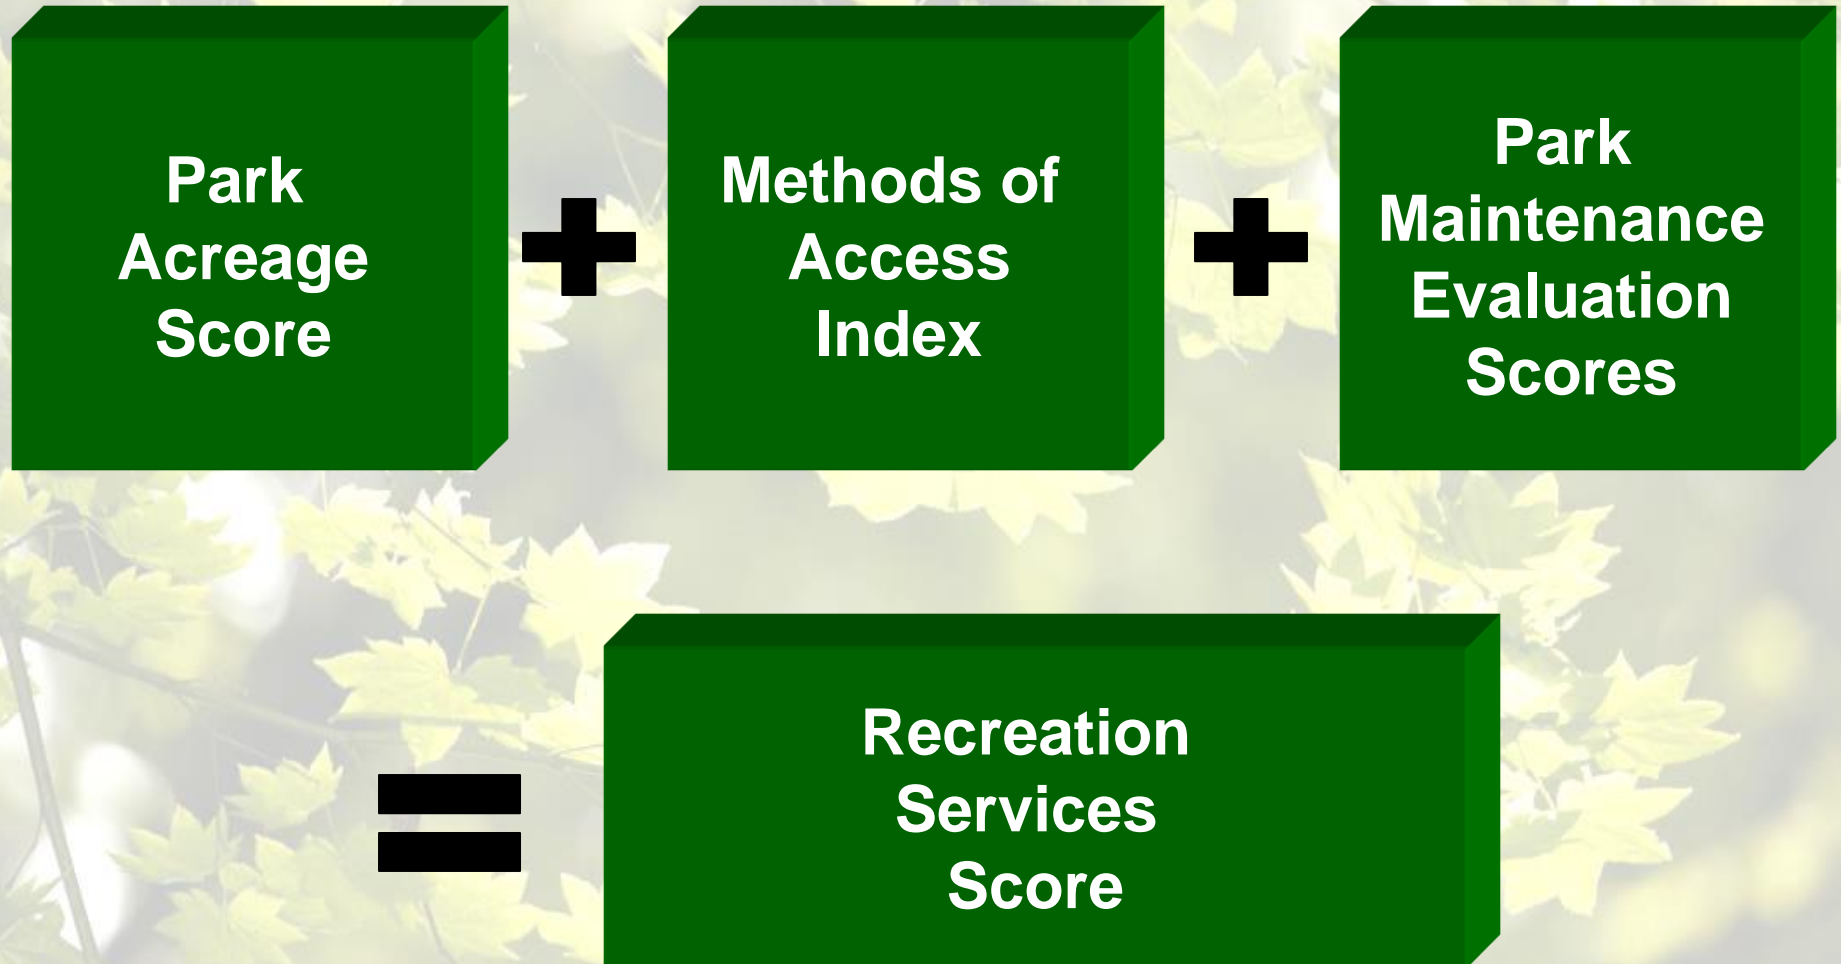 Park
Acreage
Score
Methods of
Access
Index
Park
Maintenance
Evaluation
Scores
Recreation
Services
Score